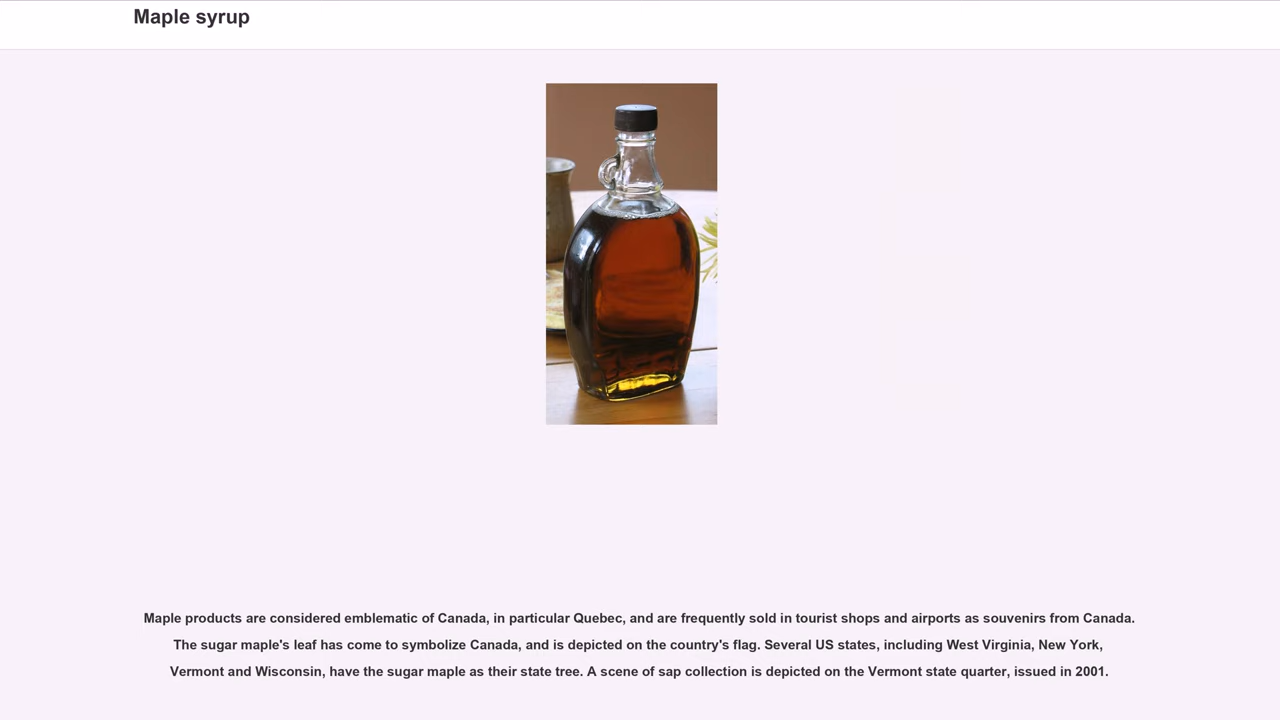 Maple syrup
Maple products are considered emblematic of Canada, in particular Quebec, and are frequently sold in tourist shops and airports as souvenirs from Canada.
The sugar maple's leaf has come to symbolize Canada, and is depicted on the country's flag. Several US states, including West Virginia, New York,
Vermont and Wisconsin, have the sugar maple as their state tree. A scene of sap collection is depicted on the Vermont state quarter, issued in 2001.